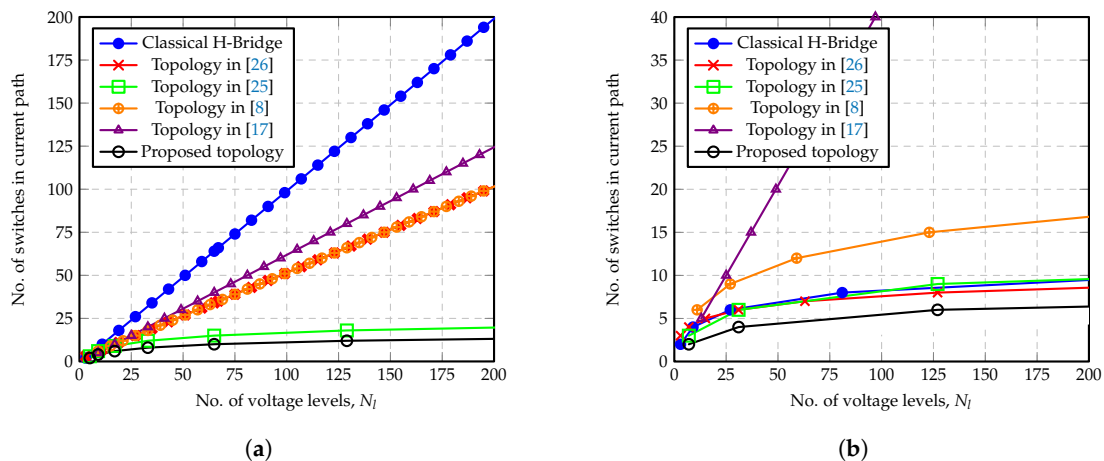 200
175
150
125
100
75
50
25
0
No. of switches in current path
Classical H-Bridge
Topology in [26]
Topology in [25]
Topology in [8]
Topology in [17]
Proposed topology
0 25 50 75 100 125 150 175 200
No. of voltage levels, N_l
(a)
40
35
30
25
20
15
10
5
0
No. of switches in current path
Classical H-Bridge
Topology in [26]
Topology in [25]
Topology in [8]
Topology in [17]
Proposed topology
0 25 50 75 100 125 150 175 200
No. of voltage levels, N_l
(b)